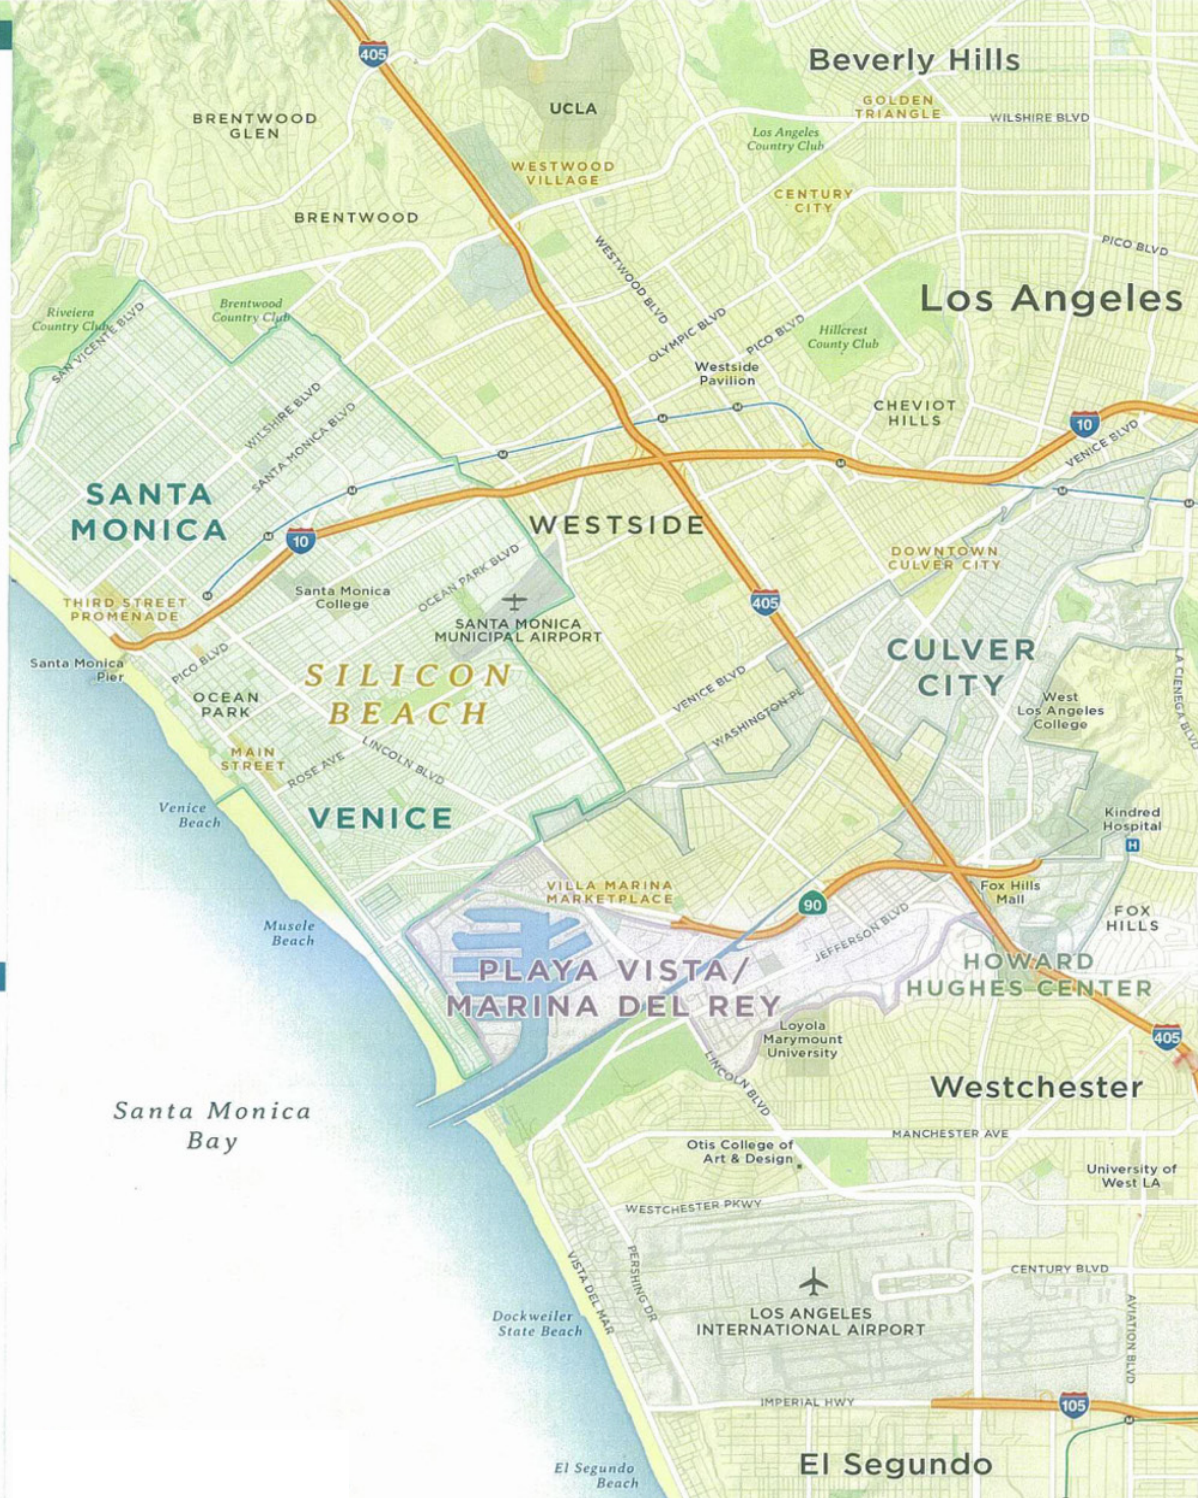 405
Beverly Hills
GOLDEN
TRIANGLE
WILSHIRE BLVD
UCLA
BRENTWOOD
GLEN
Los Angeles
Country Club
WESTWOOD
VILLAGE
CENTURY
CITY
BRENTWOOD
WESTWOOD BLVD
PICO BLVD
Los Angeles
Riveiera
Country Club
SAN VICENTE BLVD
Brentwood
Country Club
OLYMPIC BLVD
PICO BLVD
Hillcrest
County Club
Westside
Pavilion
WILSHIRE BLVD
SANTA MONICA BLVD
CHEVIOT
HILLS
10
VENICE BLVD
M
M
M
M
M
M
M
M
M
SANTA
MONICA
WESTSIDE
10
DOWNTOWN
CULVER CITY
OCEAN PARK BLVD
THIRD STREET
PROMENADE
Santa Monica
College
405
SANTA MONICA
MUNICIPAL AIRPORT
Santa Monica
Pier
PICO BLVD
SILICON
BEACH
CULVER
CITY
LA CIENEGA BLVD
OCEAN
PARK
VENICE BLVD
WASHINGTON PL
West
Los Angeles
College
MAIN
STREET
ROSE AVE
LINCOLN BLVD
Venice
Beach
VENICE
Kindred
Hospital
H
VILLA MARINA
MARKETPLACE
90
Fox Hills
Mall
FOX
HILLS
JEFFERSON BLVD
Musele
Beach
PLAYA VISTA/
MARINA DEL REY
HOWARD
HUGHES CENTER
Loyola
Marymount
University
405
LINCOLN BLVD
Westchester
Santa Monica
Bay
MANCHESTER AVE
Otis College of
Art & Design
University of
West LA
WESTCHESTER PKWY
VISTA DEL MAR
PERSHING DR
CENTURY BLVD
Dockweiler
State Beach
LOS ANGELES
INTERNATIONAL AIRPORT
AVIATION BLVD
IMPERIAL HWY
105
M
El Segundo
El Segundo
Beach